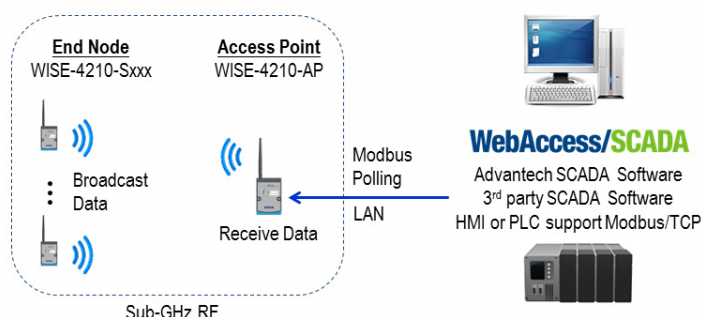 End Node
WISE-4210-Sxxx
Access Point
WISE-4210-AP
Broadcast
Data
Receive Data
Modbus
Polling
LAN
WebAccess/SCADA
Advantech SCADA Software
3rd party SCADA Software
HMI or PLC support Modbus/TCP
Sub-GHz RF